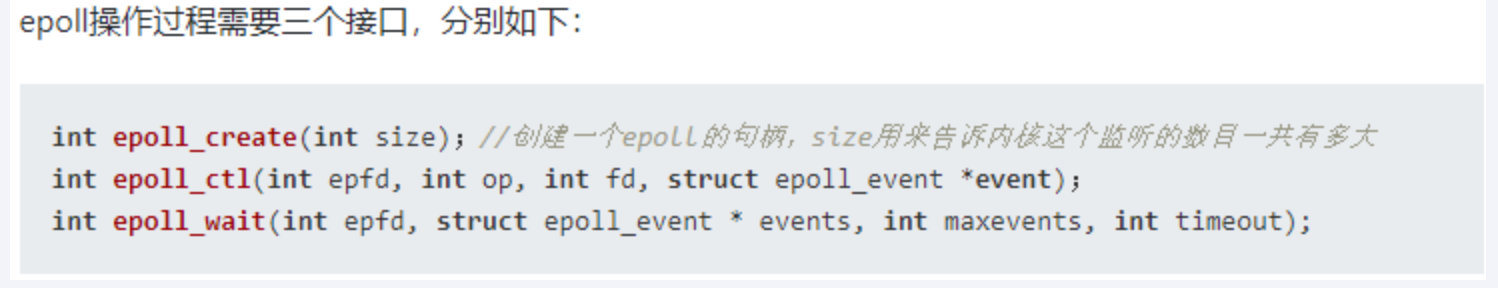 epoll操作过程需要三个接口，分别如下：
int epoll_create(int size); //创建一个epoll的句柄，size用来告诉内核这个监听的数目一共有多大
int epoll_ctl(int epfd, int op, int fd, struct epoll_event *event);
int epoll_wait(int epfd, struct epoll_event * events, int maxevents, int timeout);